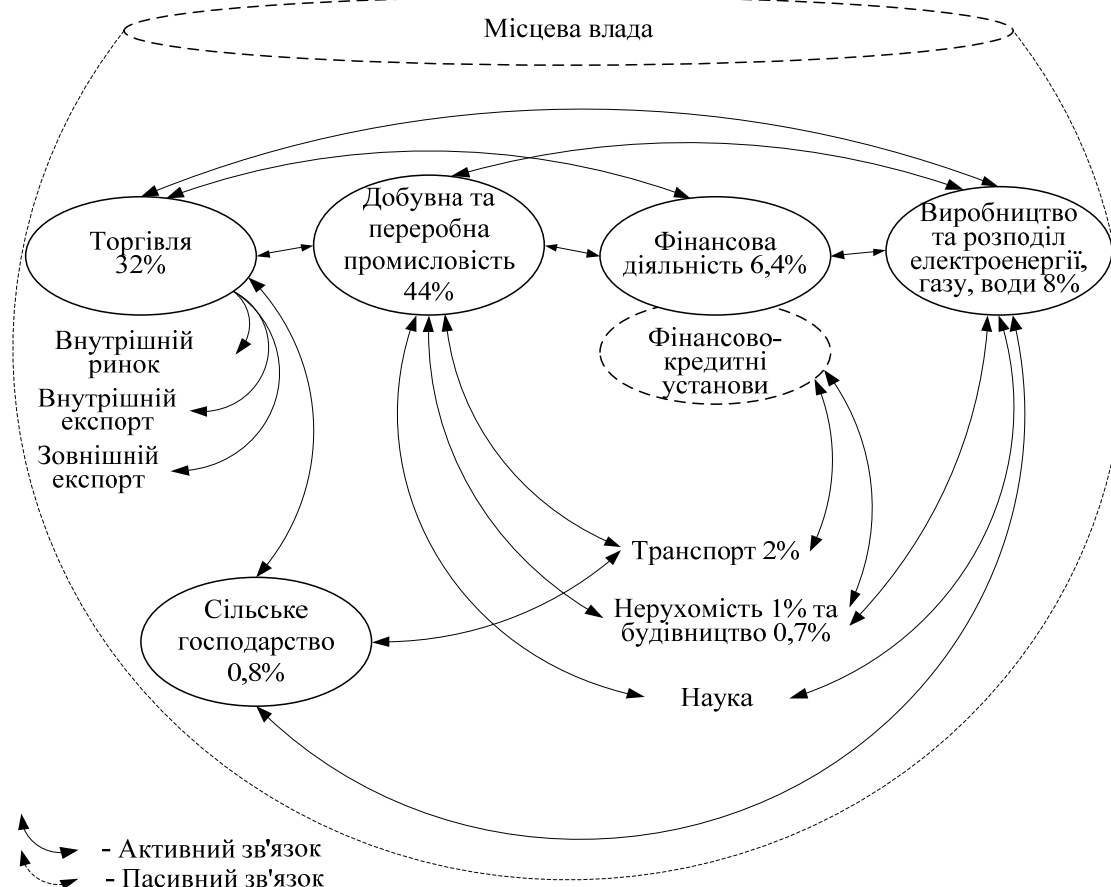 Місцева влада
Торгівля
32%
Добувна та
переробна
промисловість
44%
Фінансова
діяльність 6,4%
Виробництво
та розподіл
електроенергії,
газу, води 8%
Фінансово-
кредитні
установи
Внутрішній
ринок
Внутрішній
експорт
Зовнішній
експорт
Транспорт 2%
Нерухомість 1% та
будівництво 0,7%
Сільське
господарство
0,8%
Наука
- Активний зв'язок
- Пасивний зв'язок